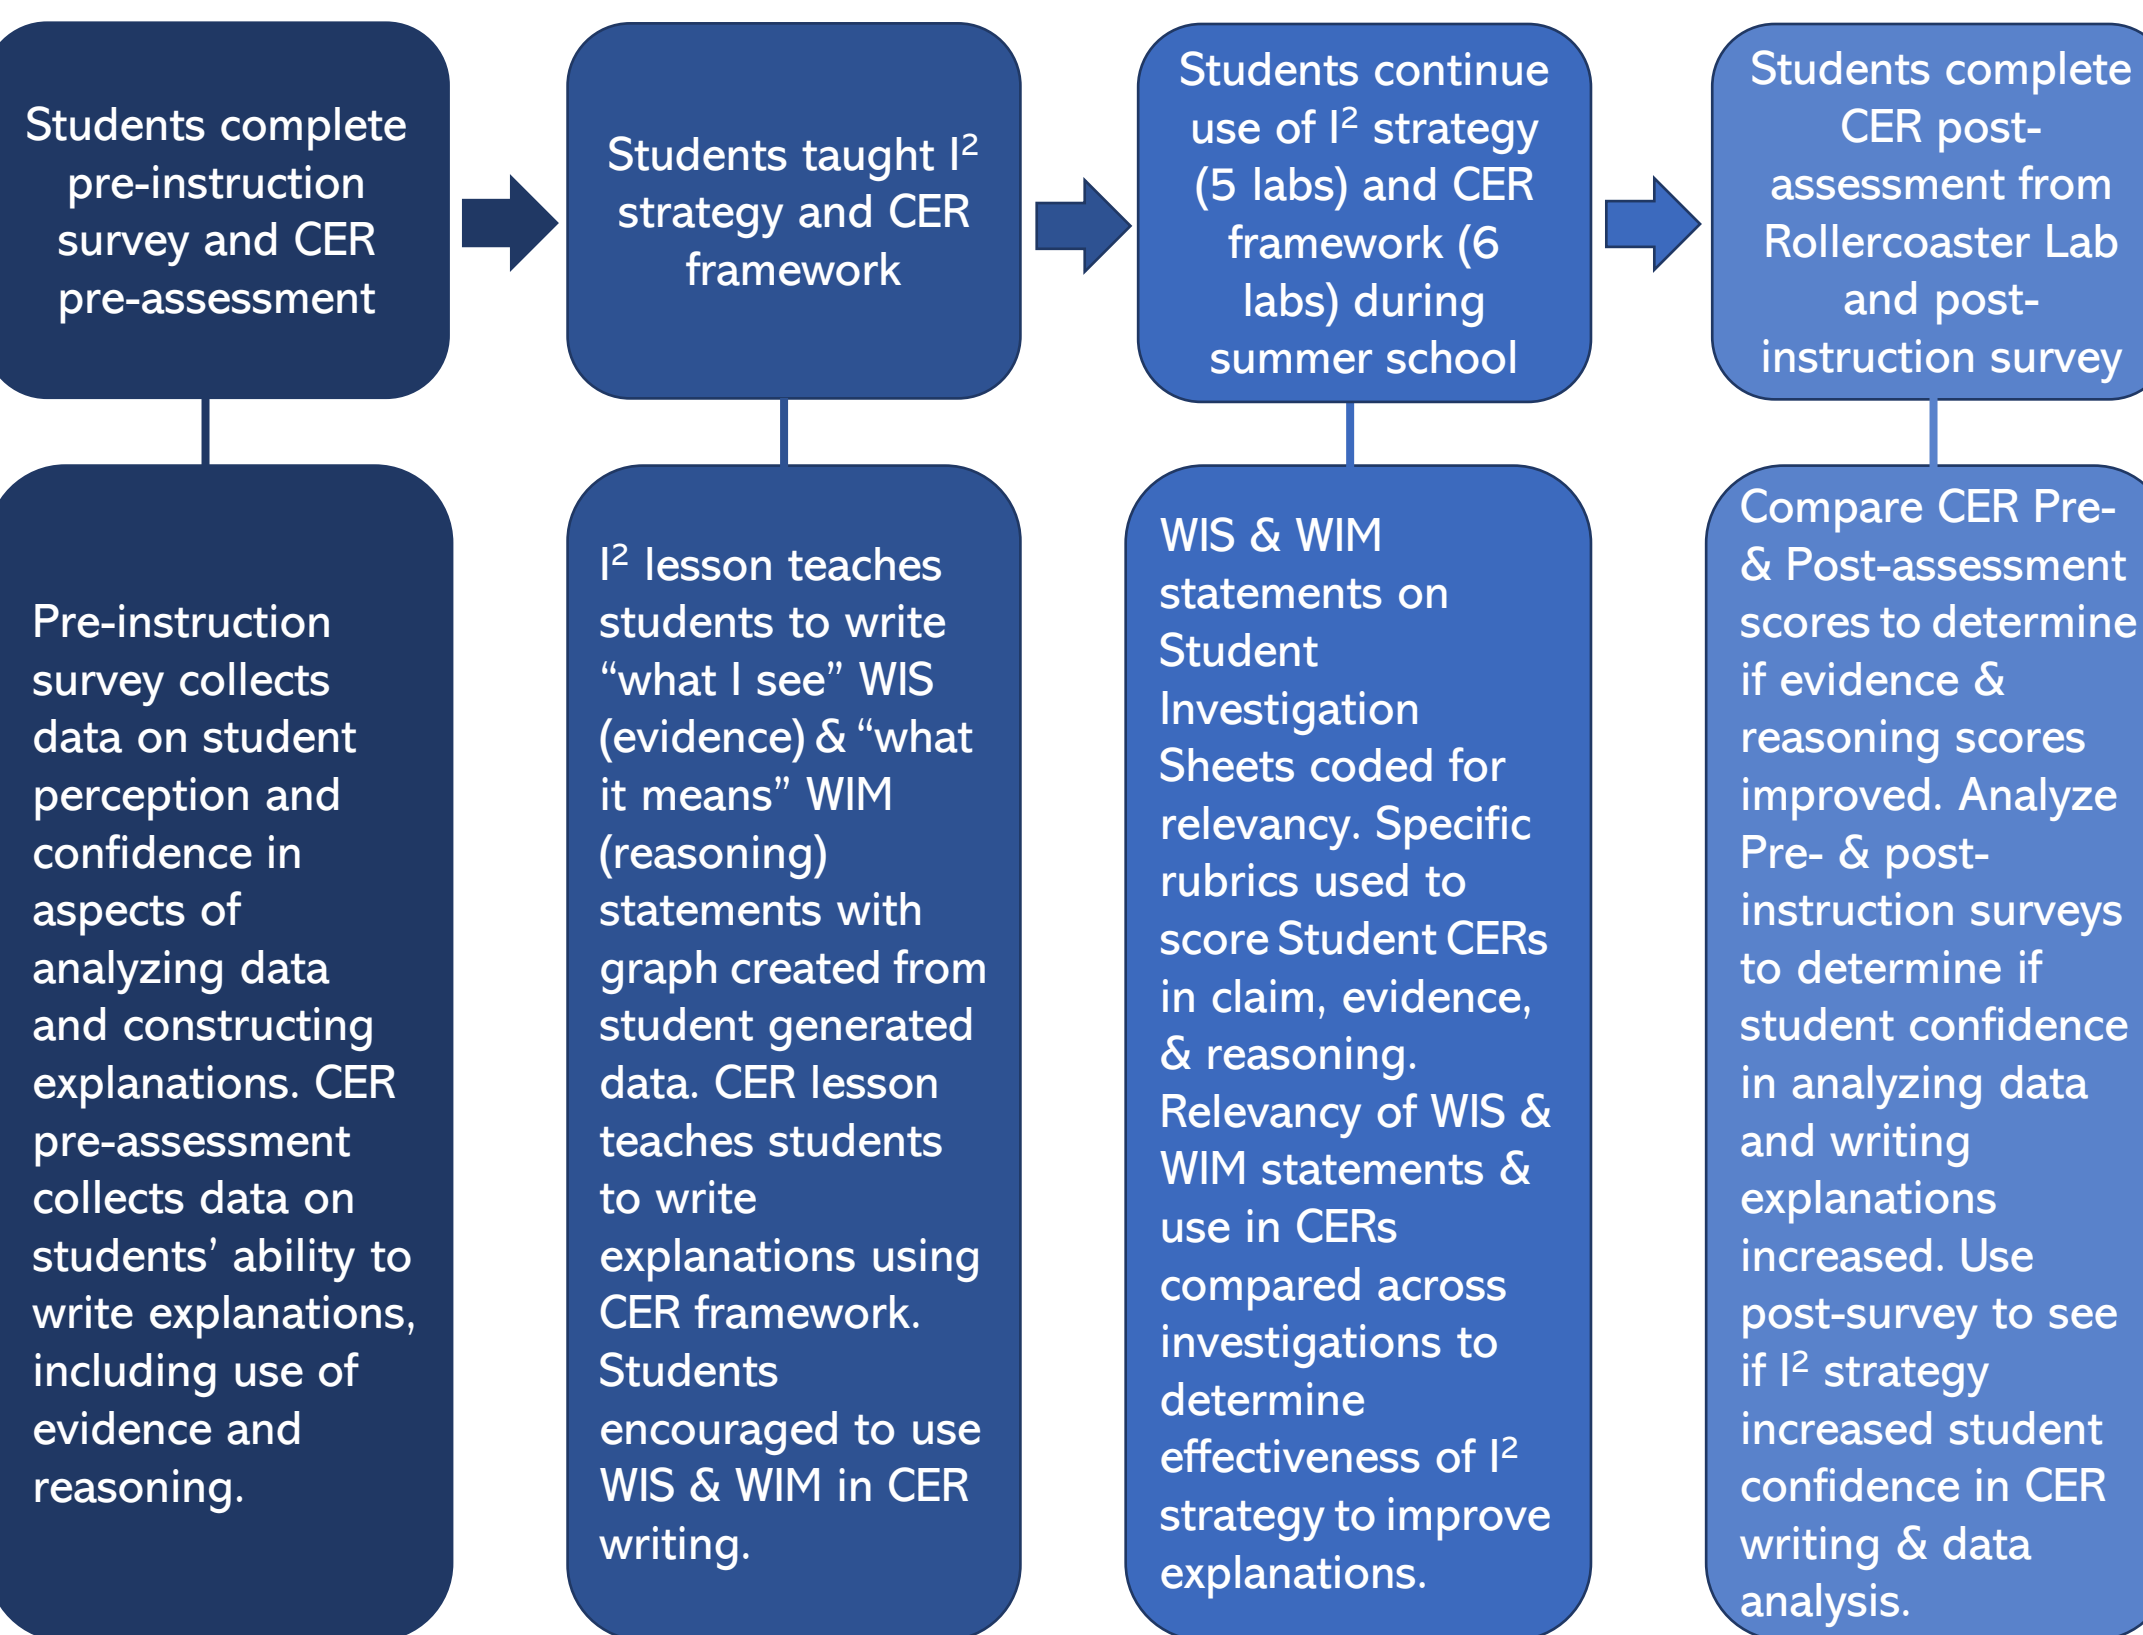 Students complete
pre-instruction
survey and CER
pre-assessment
Students taught I²
strategy and CER
framework
Students continue
use of I² strategy
(5 labs) and CER
framework (6
labs) during
summer school
Students complete
CER post-
assessment from
Rollercoaster Lab
and post-
instruction survey
Pre-instruction
survey collects
data on student
perception and
confidence in
aspects of
analyzing data
and constructing
explanations. CER
pre-assessment
collects data on
students’ ability to
write explanations,
including use of
evidence and
reasoning.
I² lesson teaches
students to write
“what I see” WIS
(evidence) & “what
it means” WIM
(reasoning)
statements with
graph created from
student generated
data. CER lesson
teaches students
to write
explanations using
CER framework.
Students
encouraged to use
WIS & WIM in CER
writing.
WIS & WIM
statements on
Student
Investigation
Sheets coded for
relevancy. Specific
rubrics used to
score Student CERs
in claim, evidence,
& reasoning.
Relevancy of WIS &
WIM statements &
use in CERs
compared across
investigations to
determine
effectiveness of I²
strategy to improve
explanations.
Compare CER Pre-
& Post-assessment
scores to determine
if evidence &
reasoning scores
improved. Analyze
Pre- & post-
instruction surveys
to determine if
student confidence
in analyzing data
and writing
explanations
increased. Use
post-survey to see
if I² strategy
increased student
confidence in CER
writing & data
analysis.